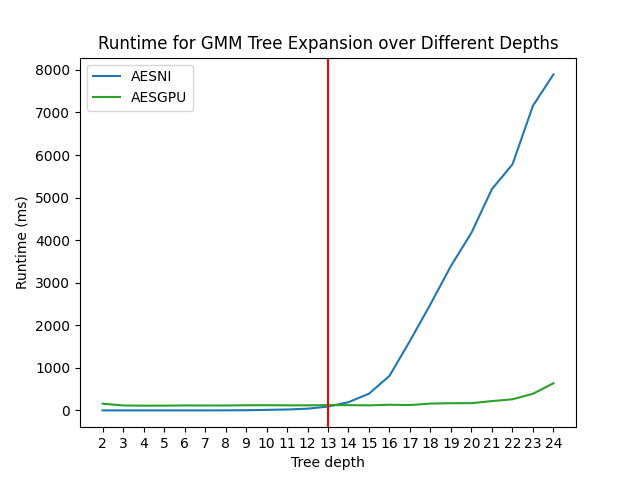 Runtime for GMM Tree Expansion over Different Depths
AESNI
AESGPU
8000
7000
6000
5000
4000
3000
2000
1000
0
Runtime (ms)
2 3 4 5 6 7 8 9 10 11 12 13 14 15 16 17 18 19 20 21 22 23 24
Tree depth